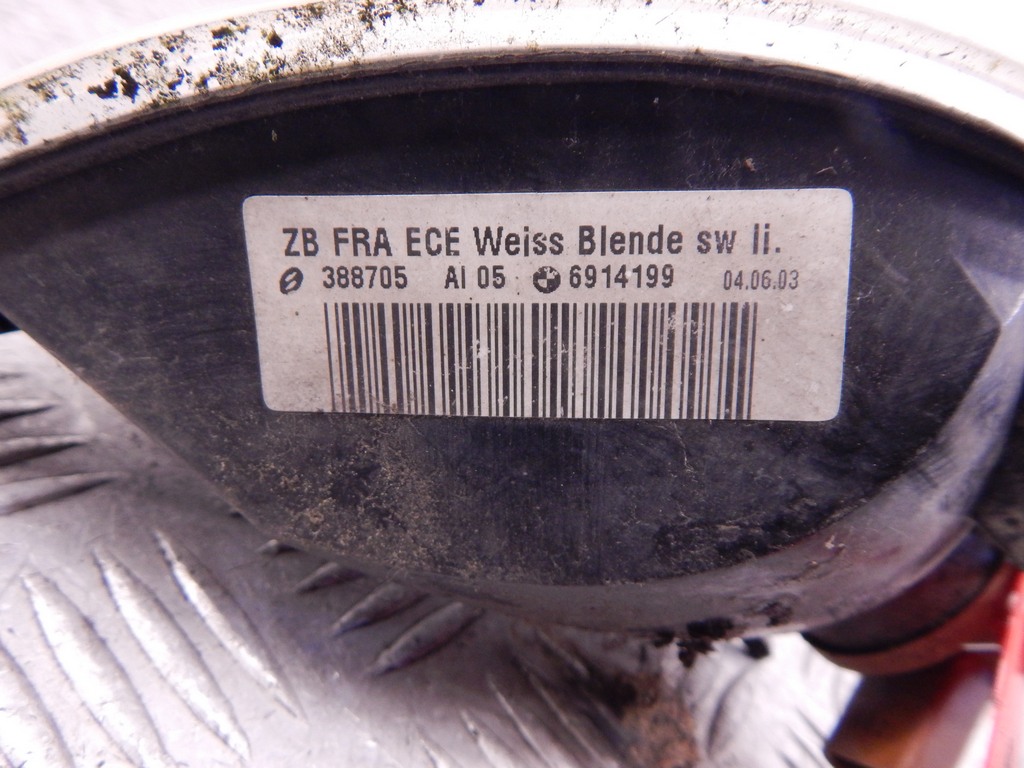 ZB FRA ECE Weiss Blende sw li.
388705 AI 05 6914199 04.06.03